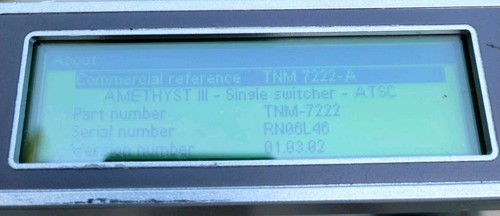 About
Commercial reference TNM 7222-A
AMETHYST III - Single switcher - ATSC
Part number TNM-7222
Serial number RN06L46
Version number 01.03.02